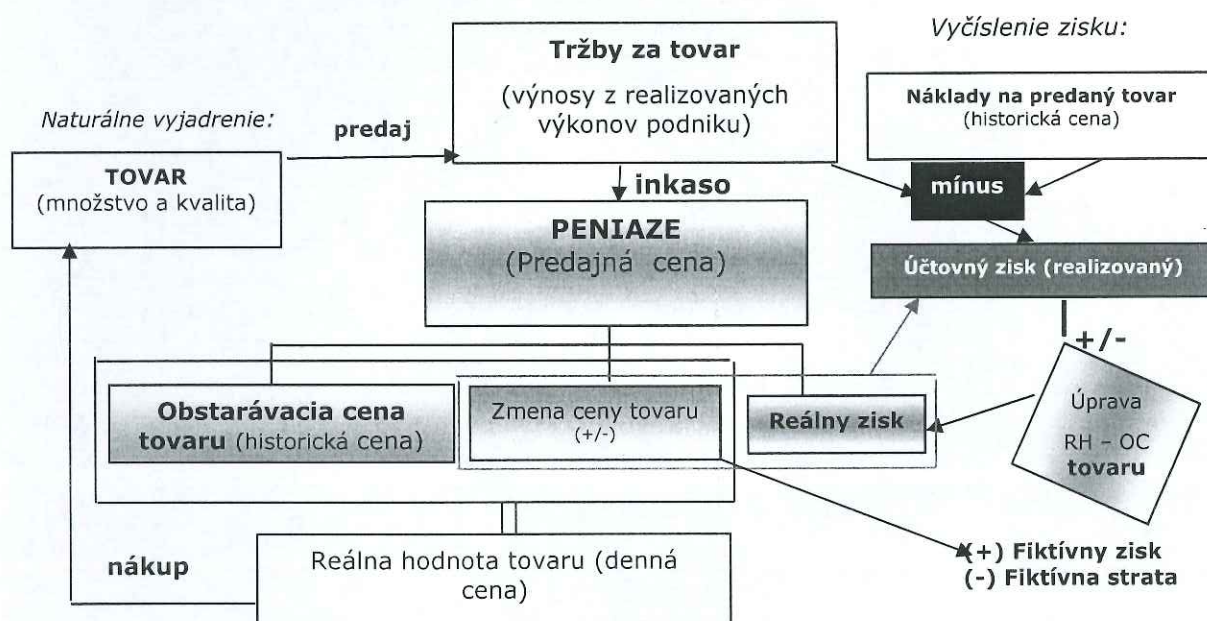 Vyčíslenie zisku:
Tržby za tovar
(výnosy z realizovaných
výkonov podniku)
Náklady na predaný tovar
(historická cena)
Naturálne vyjadrenie:
predaj
TOVAR
(množstvo a kvalita)
mínus
inkaso
PENIAZE
(Predajná cena)
Účtovný zisk (realizovaný)
+/-
Obstarávacia cena
tovaru (historická cena)
Zmena ceny tovaru
(+/-)
Reálny zisk
Úprava
RH – OC
tovaru
nákup
Reálna hodnota tovaru (denná
cena)
(+) Fiktívny zisk
(-) Fiktívna strata